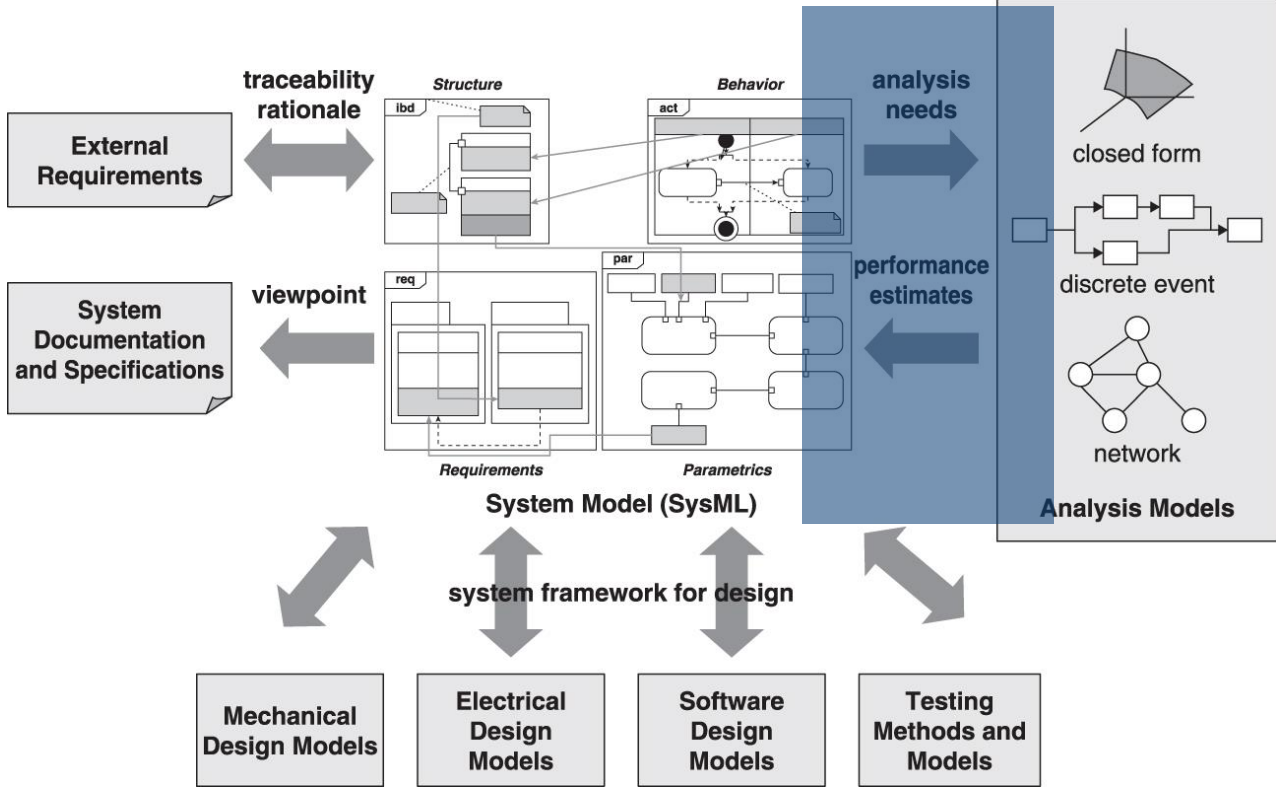 traceability
rationale
Structure
Behavior
analysis
needs
External
Requirements
ibd
act
closed form
discrete event
System
Documentation
and Specifications
viewpoint
req
par
performance
estimates
network
Requirements
Parametrics
System Model (SysML)
Analysis Models
system framework for design
Mechanical
Design Models
Electrical
Design
Models
Software
Design
Models
Testing
Methods and
Models